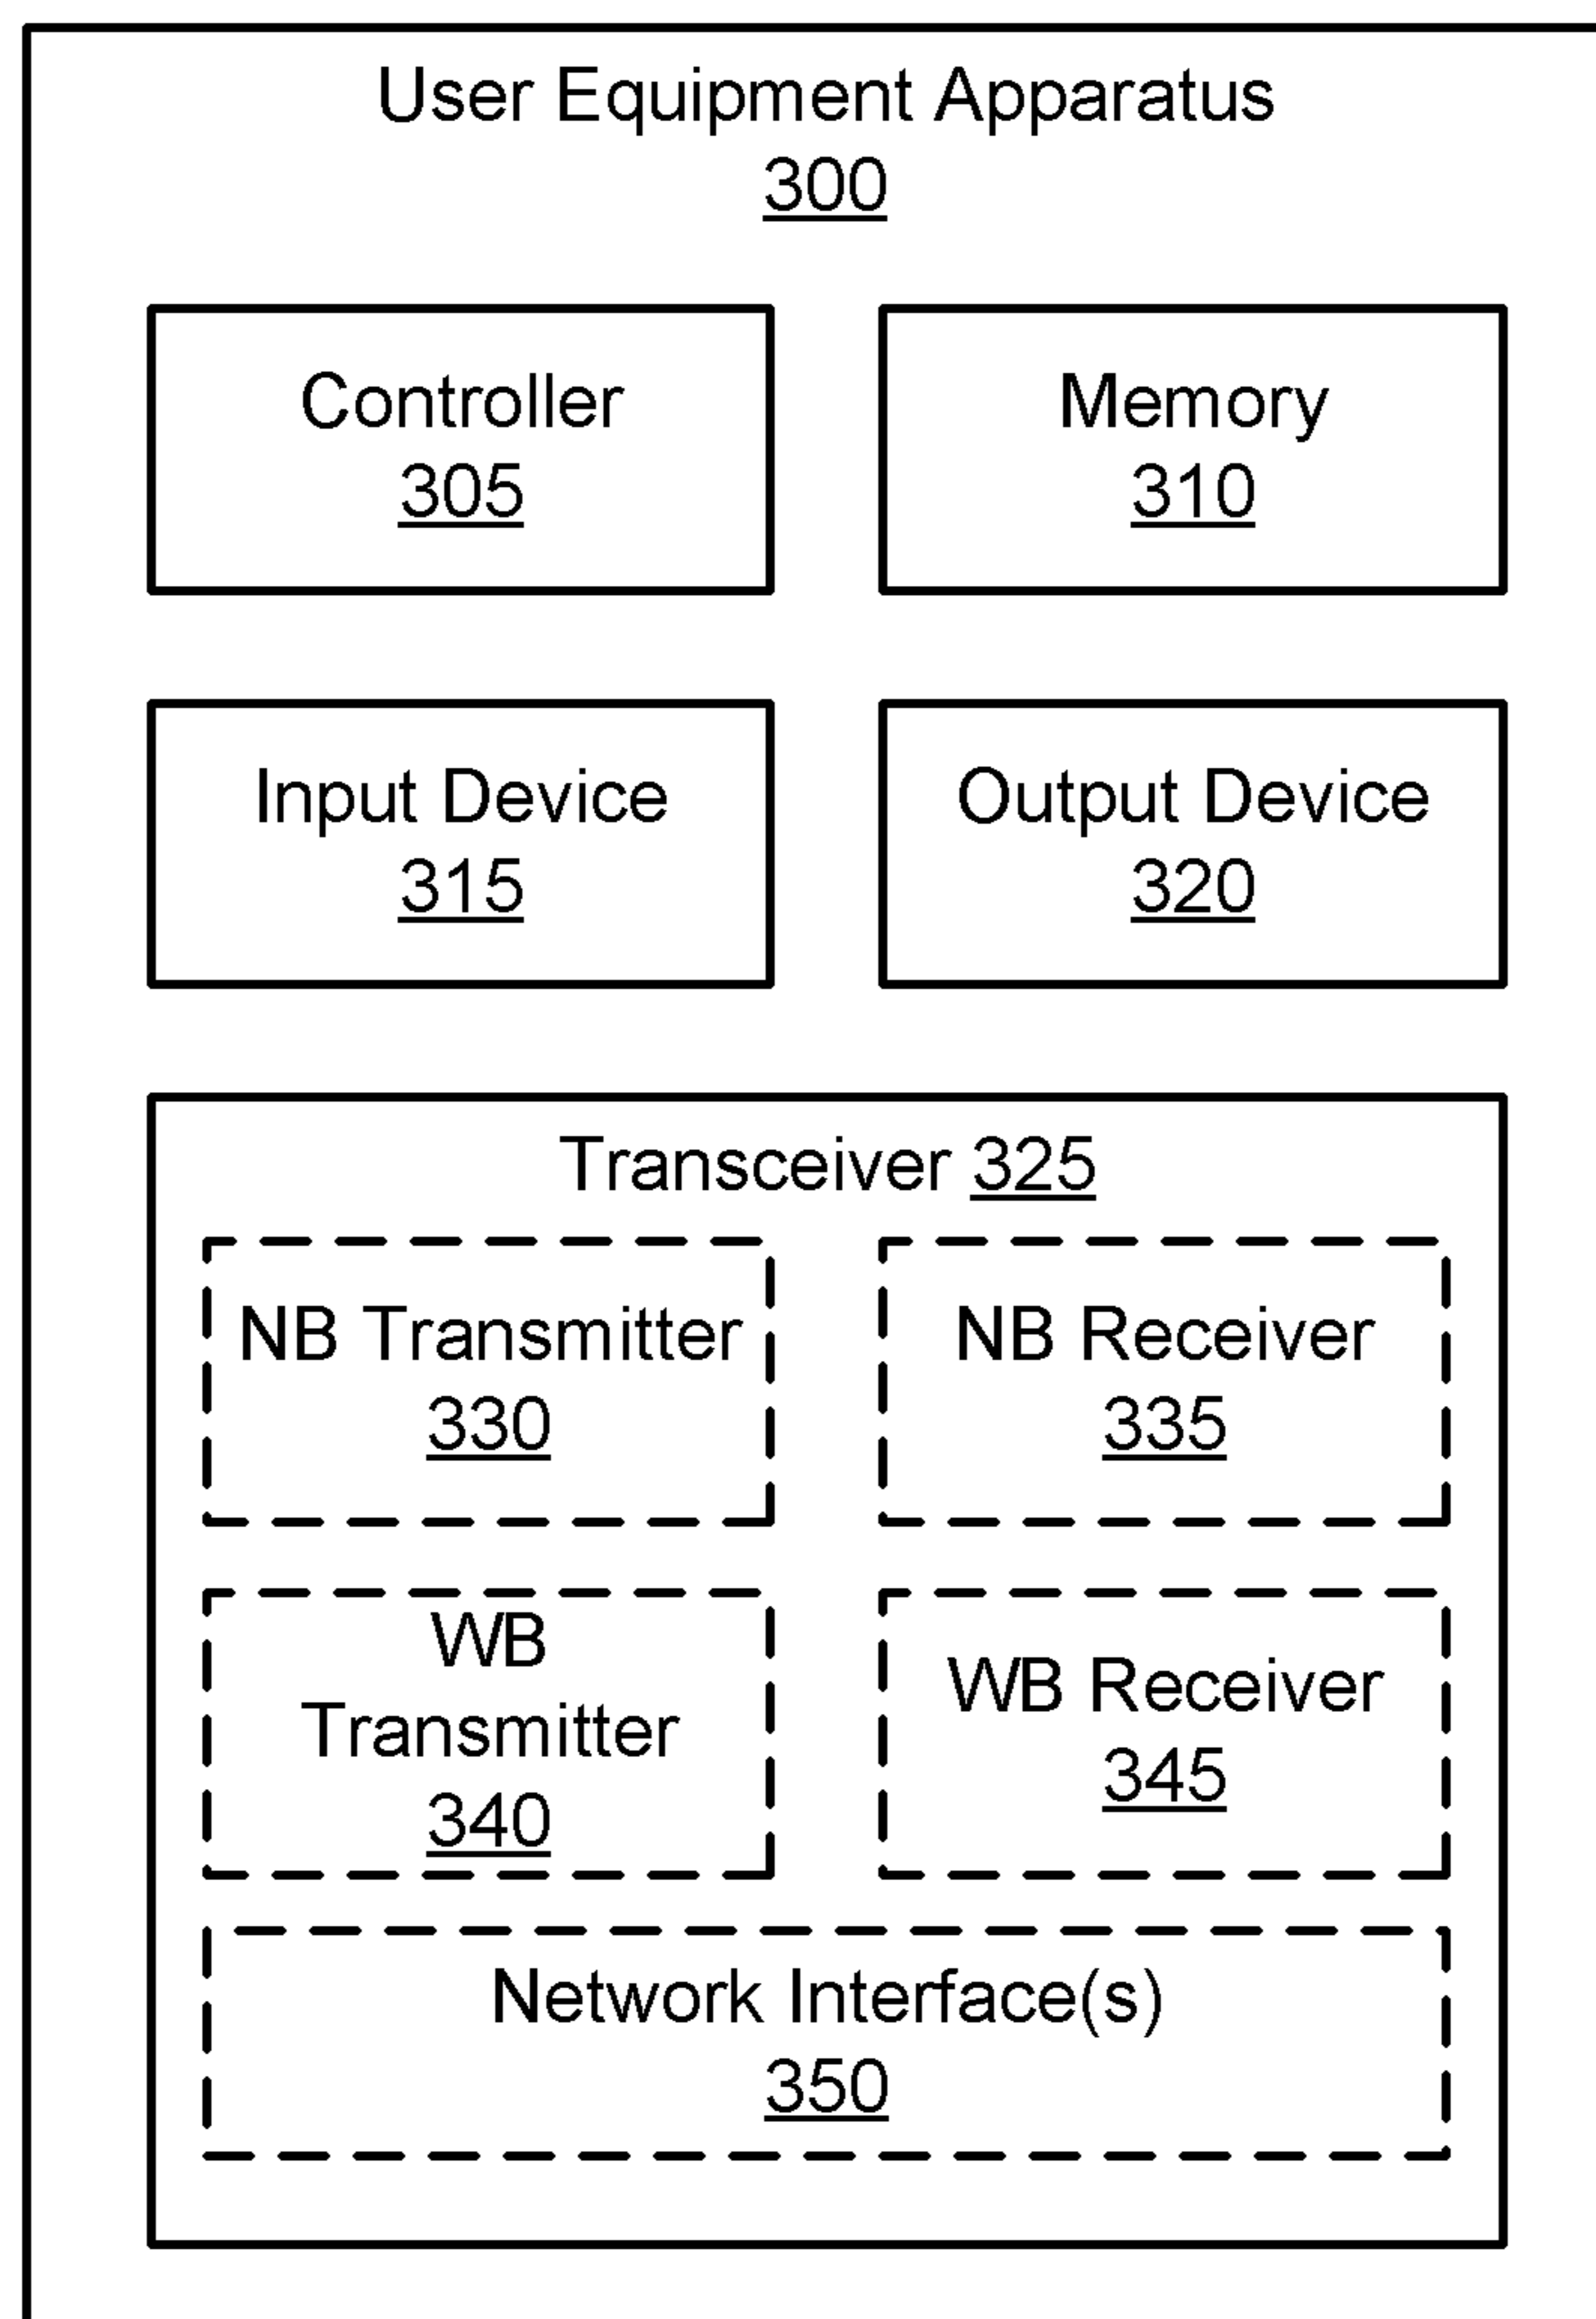 User Equipment Apparatus
300
Controller
305
Memory
310
Input Device
315
Output Device
320
Transceiver 325
NB Transmitter
330
NB Receiver
335
WB
Transmitter
340
WB Receiver
345
Network Interface(s)
350